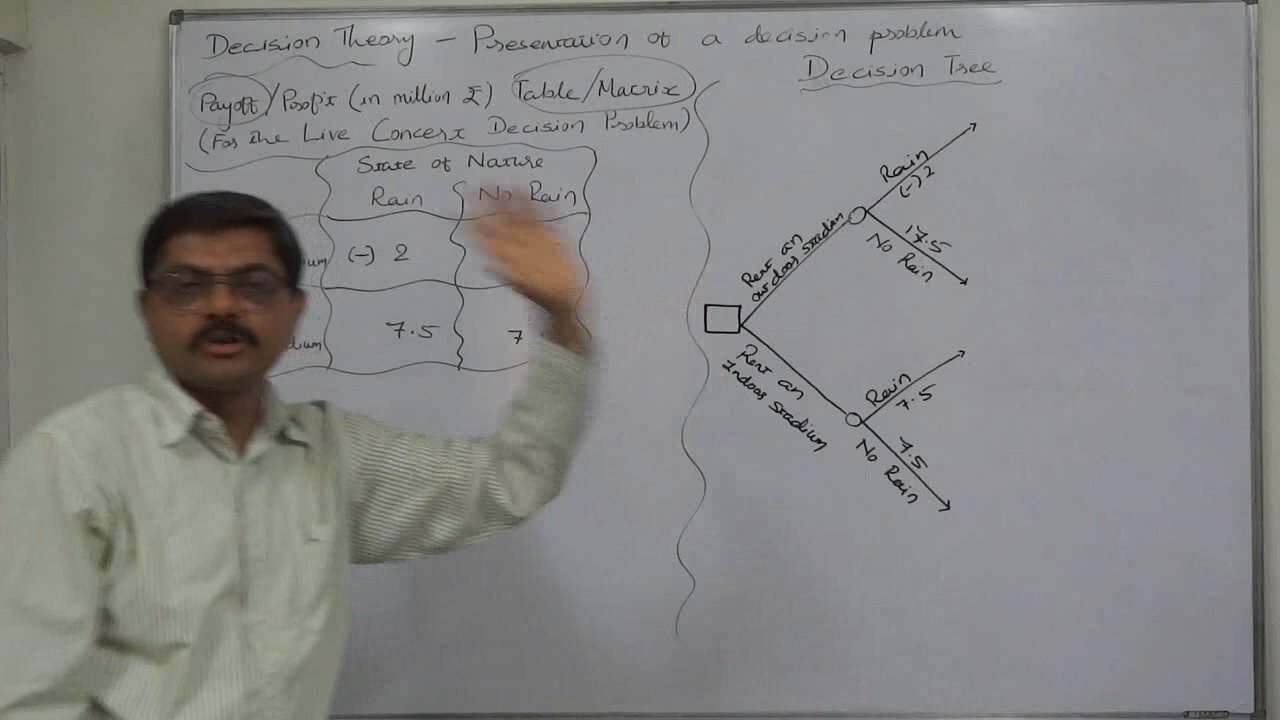 Decision Theory – Presentation of a decision problem
Payoff/Profit (in million ₹) Table/Matrix
(For the Live Concert Decision Problem)
State of Nature
Rain No Rain
(-) 2
7.5 7
Decision Tree
Rent an
outdoor stadium
Rain
(-) 2
17.5
No Rain
Rent an
Indoor stadium
Rain
7.5
7.5
No Rain